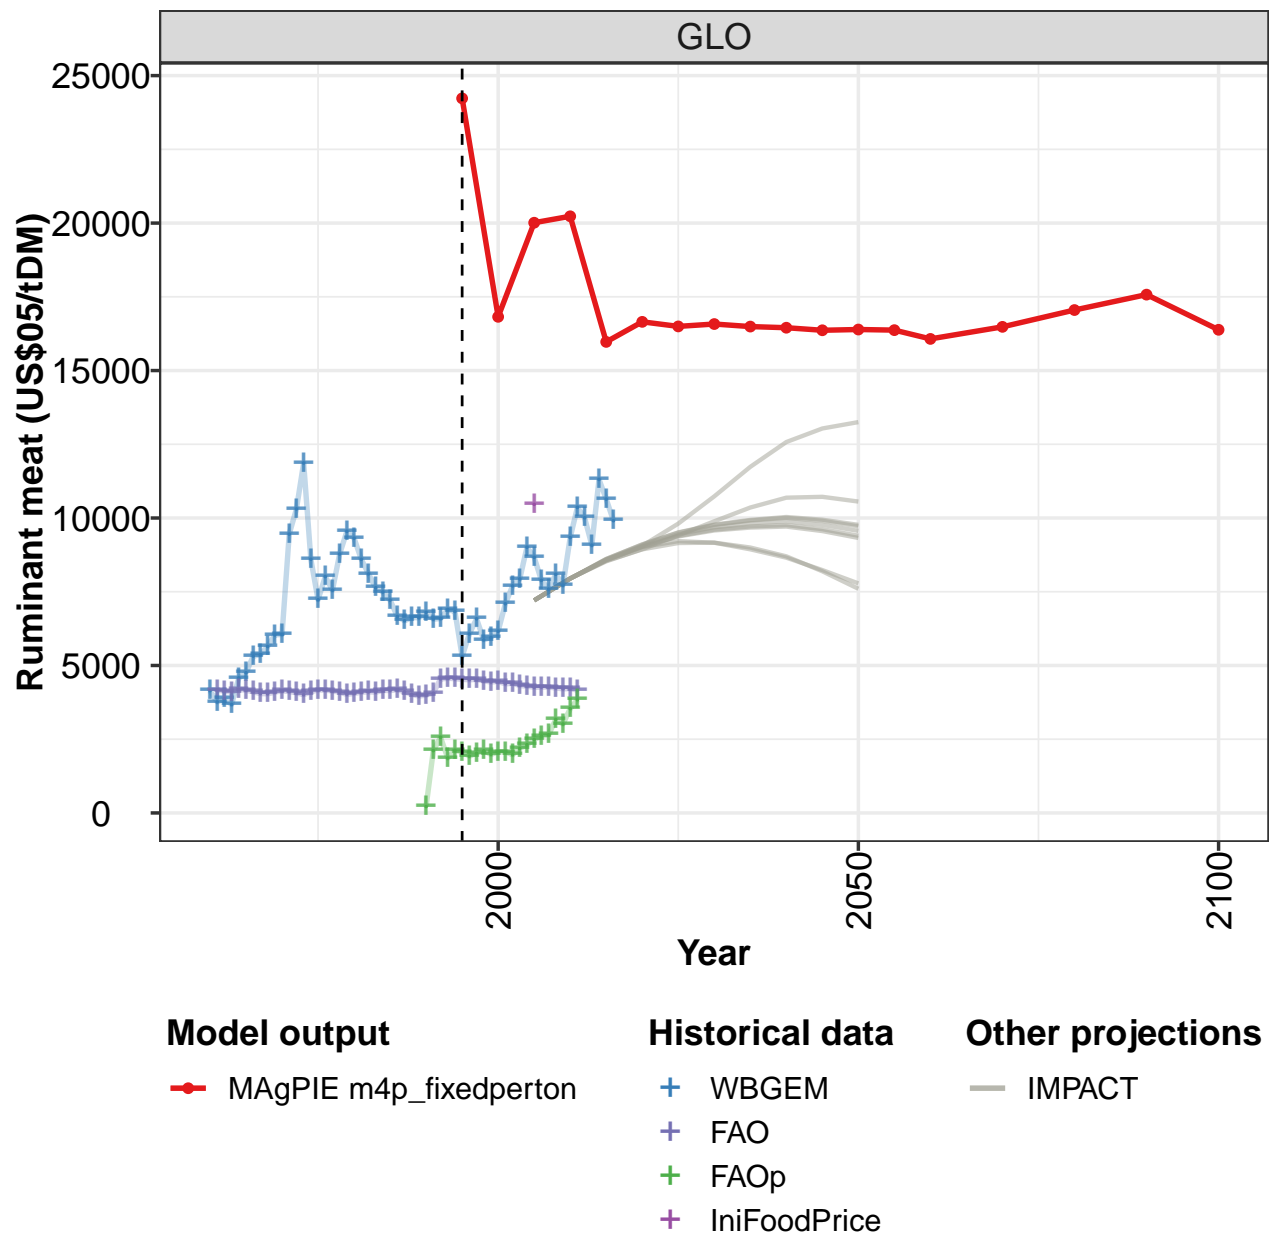 GLO
25000
20000
15000
10000
5000
0
Ruminant meat (US$05/tDM)
2000
2050
2100
Year
Model output
MAgPIE m4p_fixedperton
Historical data
WBGEM
FAO
FAOp
IniFoodPrice
Other projections
IMPACT